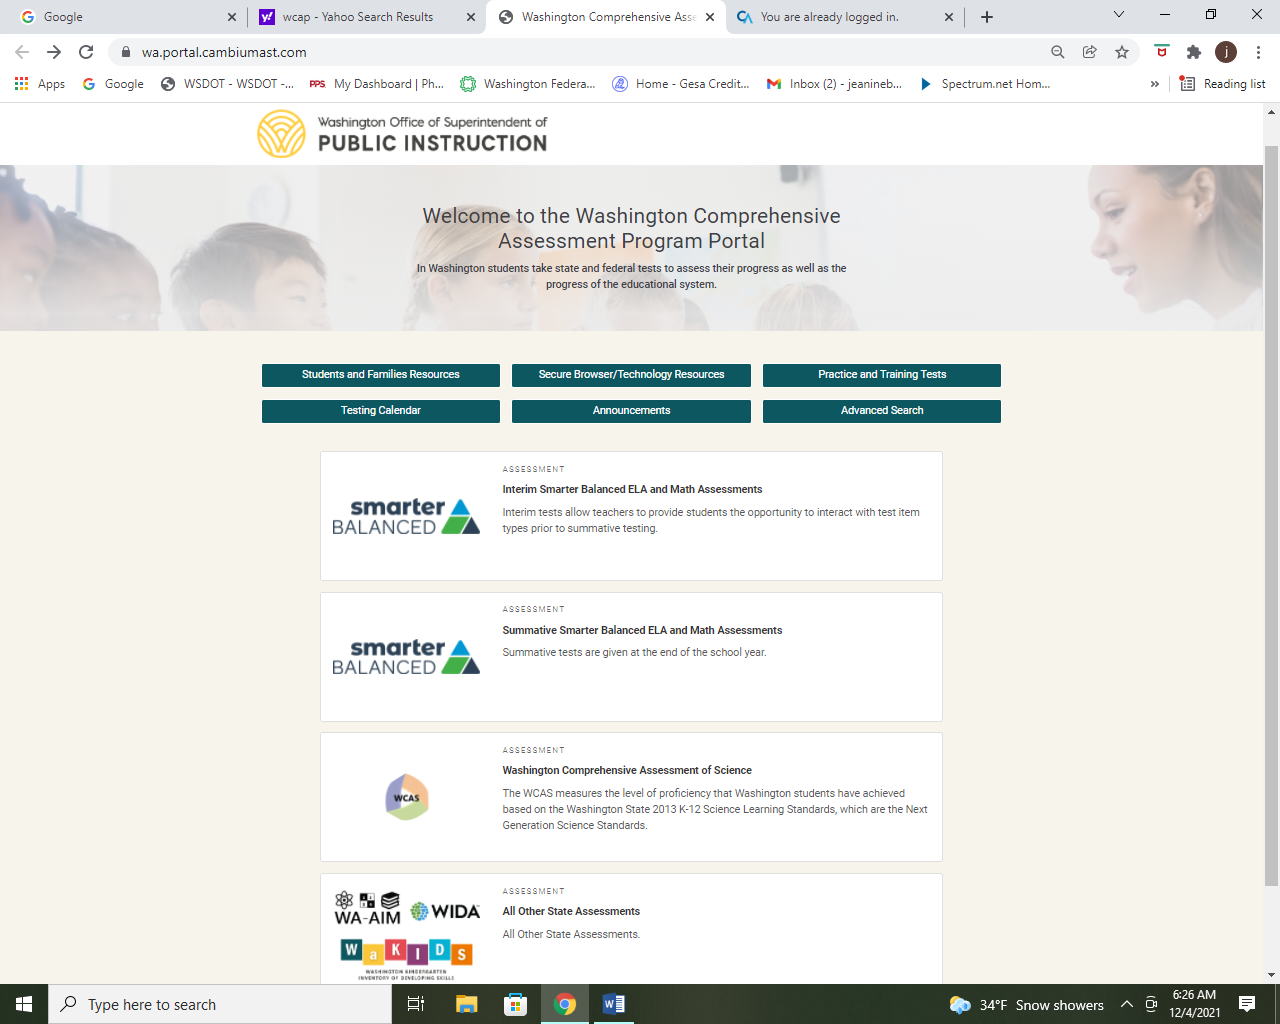 Google
wcap - Yahoo Search Results
Washington Comprehensive Asse
You are already logged in.
wa.portal.cambiumast.com
j
Apps
Google
WSDOT - WSDOT -...
PPS
My Dashboard | Ph...
Washington Federa...
Home - Gesa Credit...
Inbox (2) - jeanineb...
Spectrum.net Hom...
»
Reading list
Washington Office of Superintendent of
PUBLIC INSTRUCTION
Welcome to the Washington Comprehensive
Assessment Program Portal
In Washington students take state and federal tests to assess their progress as well as the
progress of the educational system.
Students and Families Resources
Secure Browser/Technology Resources
Practice and Training Tests
Testing Calendar
Announcements
Advanced Search
smarter
BALANCED
ASSESSMENT
Interim Smarter Balanced ELA and Math Assessments
Interim tests allow teachers to provide students the opportunity to interact with test item
types prior to summative testing.
smarter
BALANCED
ASSESSMENT
Summative Smarter Balanced ELA and Math Assessments
Summative tests are given at the end of the school year.
WCAS
ASSESSMENT
Washington Comprehensive Assessment of Science
The WCAS measures the level of proficiency that Washington students have achieved
based on the Washington State 2013 K-12 Science Learning Standards, which are the Next
Generation Science Standards.
WA-AIM
WIDA
WaKIDS
WASHINGTON KINDERGARTEN
INVENTORY OF DEVELOPING SKILLS
ASSESSMENT
All Other State Assessments
All Other State Assessments.
Type here to search
34°F Snow showers
6:26 AM
12/4/2021